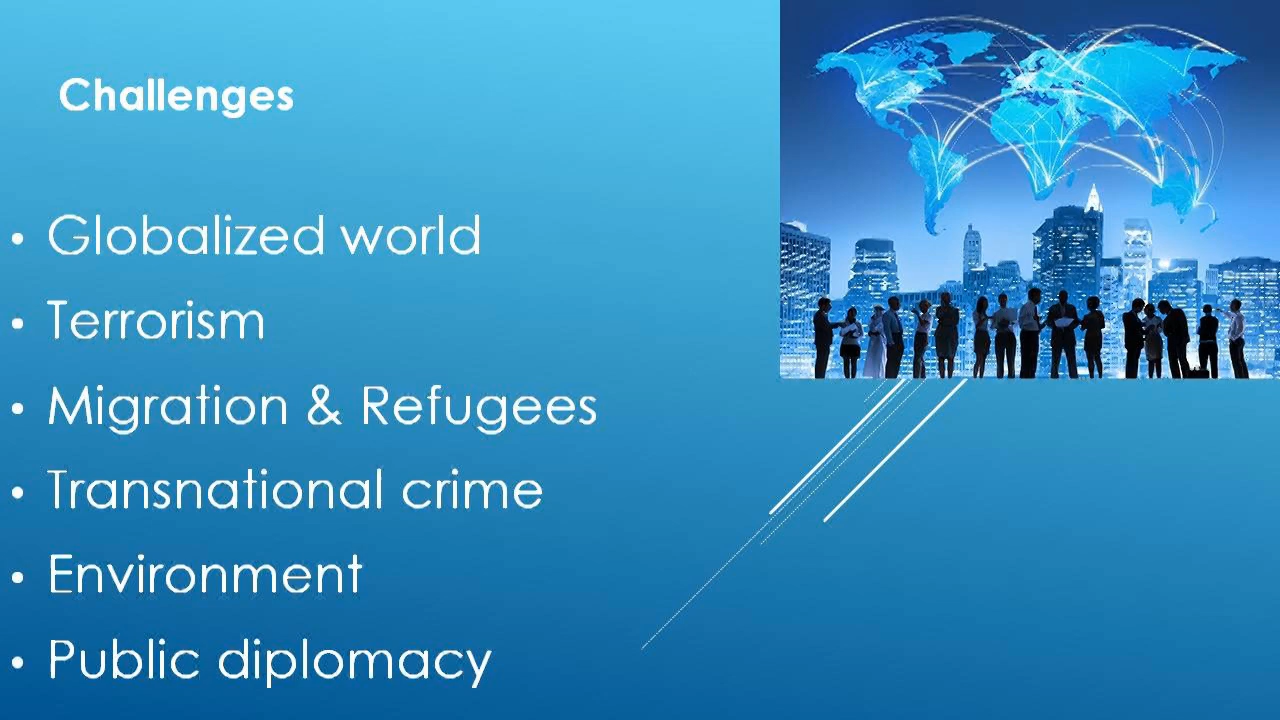 Challenges
• Globalized world
• Terrorism
• Migration & Refugees
• Transnational crime
• Environment
• Public diplomacy